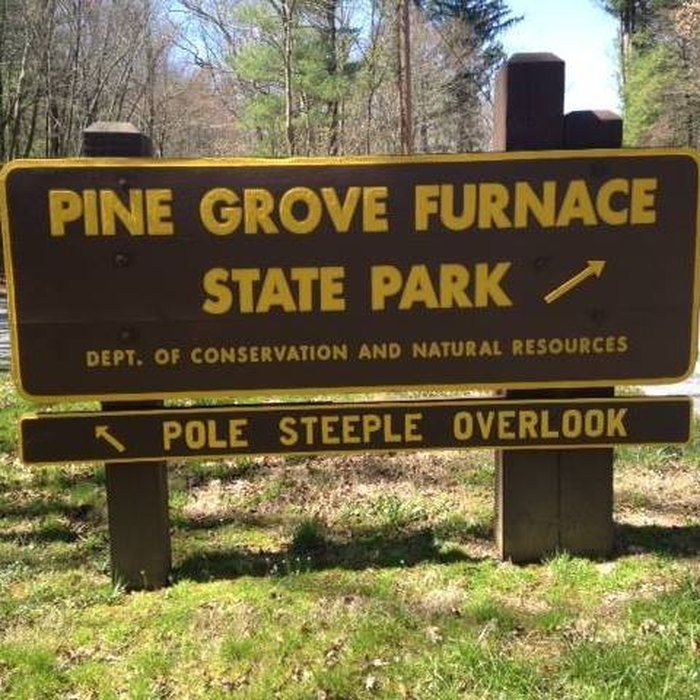 PINE GROVE FURNACE
STATE PARK
DEPT. OF CONSERVATION AND NATURAL RESOURCES
POLE STEEPLE OVERLOOK